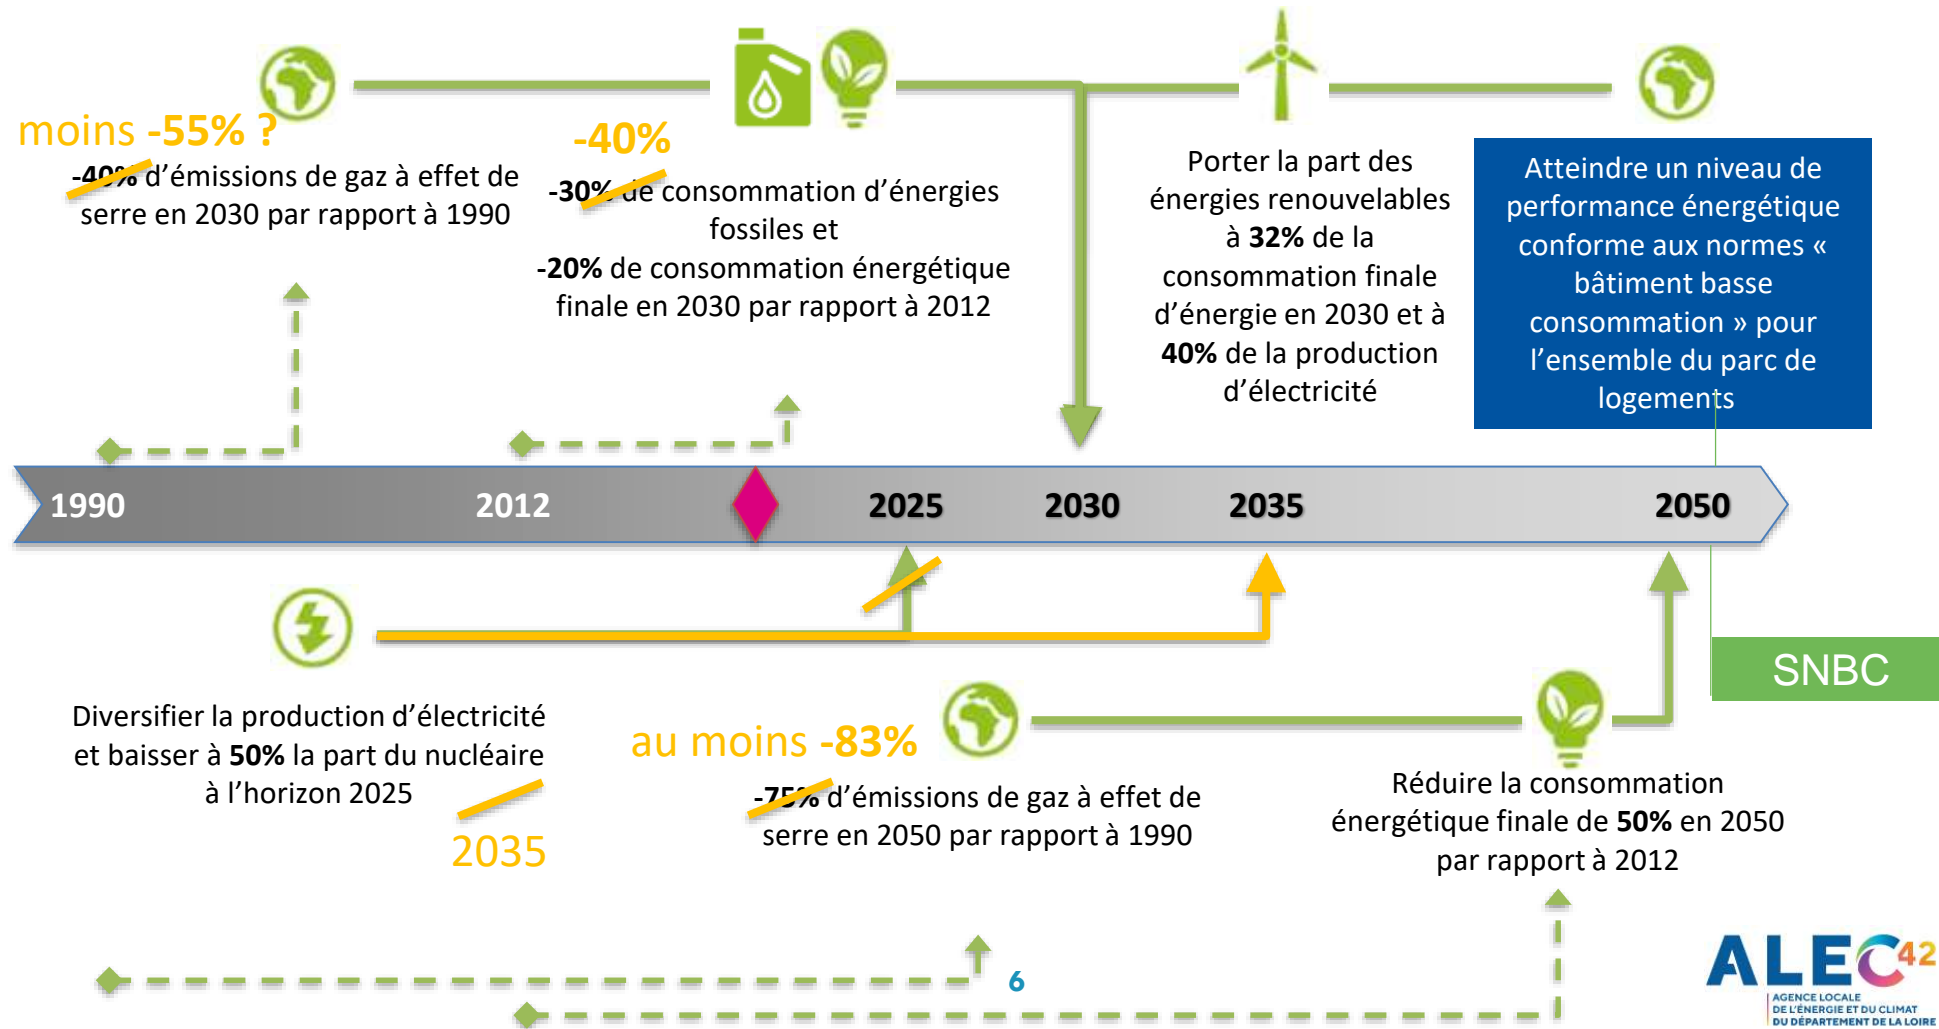 moins -55% ?
-40% d’émissions de gaz à effet de
serre en 2030 par rapport à 1990
-40%
-30% de consommation d’énergies
fossiles et
-20% de consommation énergétique
finale en 2030 par rapport à 2012
Porter la part des
énergies renouvelables
à 32% de la
consommation finale
d’énergie en 2030 et à
40% de la production
d’électricité
Atteindre un niveau de
performance énergétique
conforme aux normes «
bâtiment basse
consommation » pour
l’ensemble du parc de
logements
1990
2012
2025
2030
2035
2050
SNBC
Diversifier la production d’électricité
et baisser à 50% la part du nucléaire
à l’horizon 2025
2035
au moins -83%
-75% d’émissions de gaz à effet de
serre en 2050 par rapport à 1990
Réduire la consommation
énergétique finale de 50% en 2050
par rapport à 2012
6
ALEC42
AGENCE LOCALE
DE L'ÉNERGIE ET DU CLIMAT
DU DÉPARTEMENT DE LA LOIRE